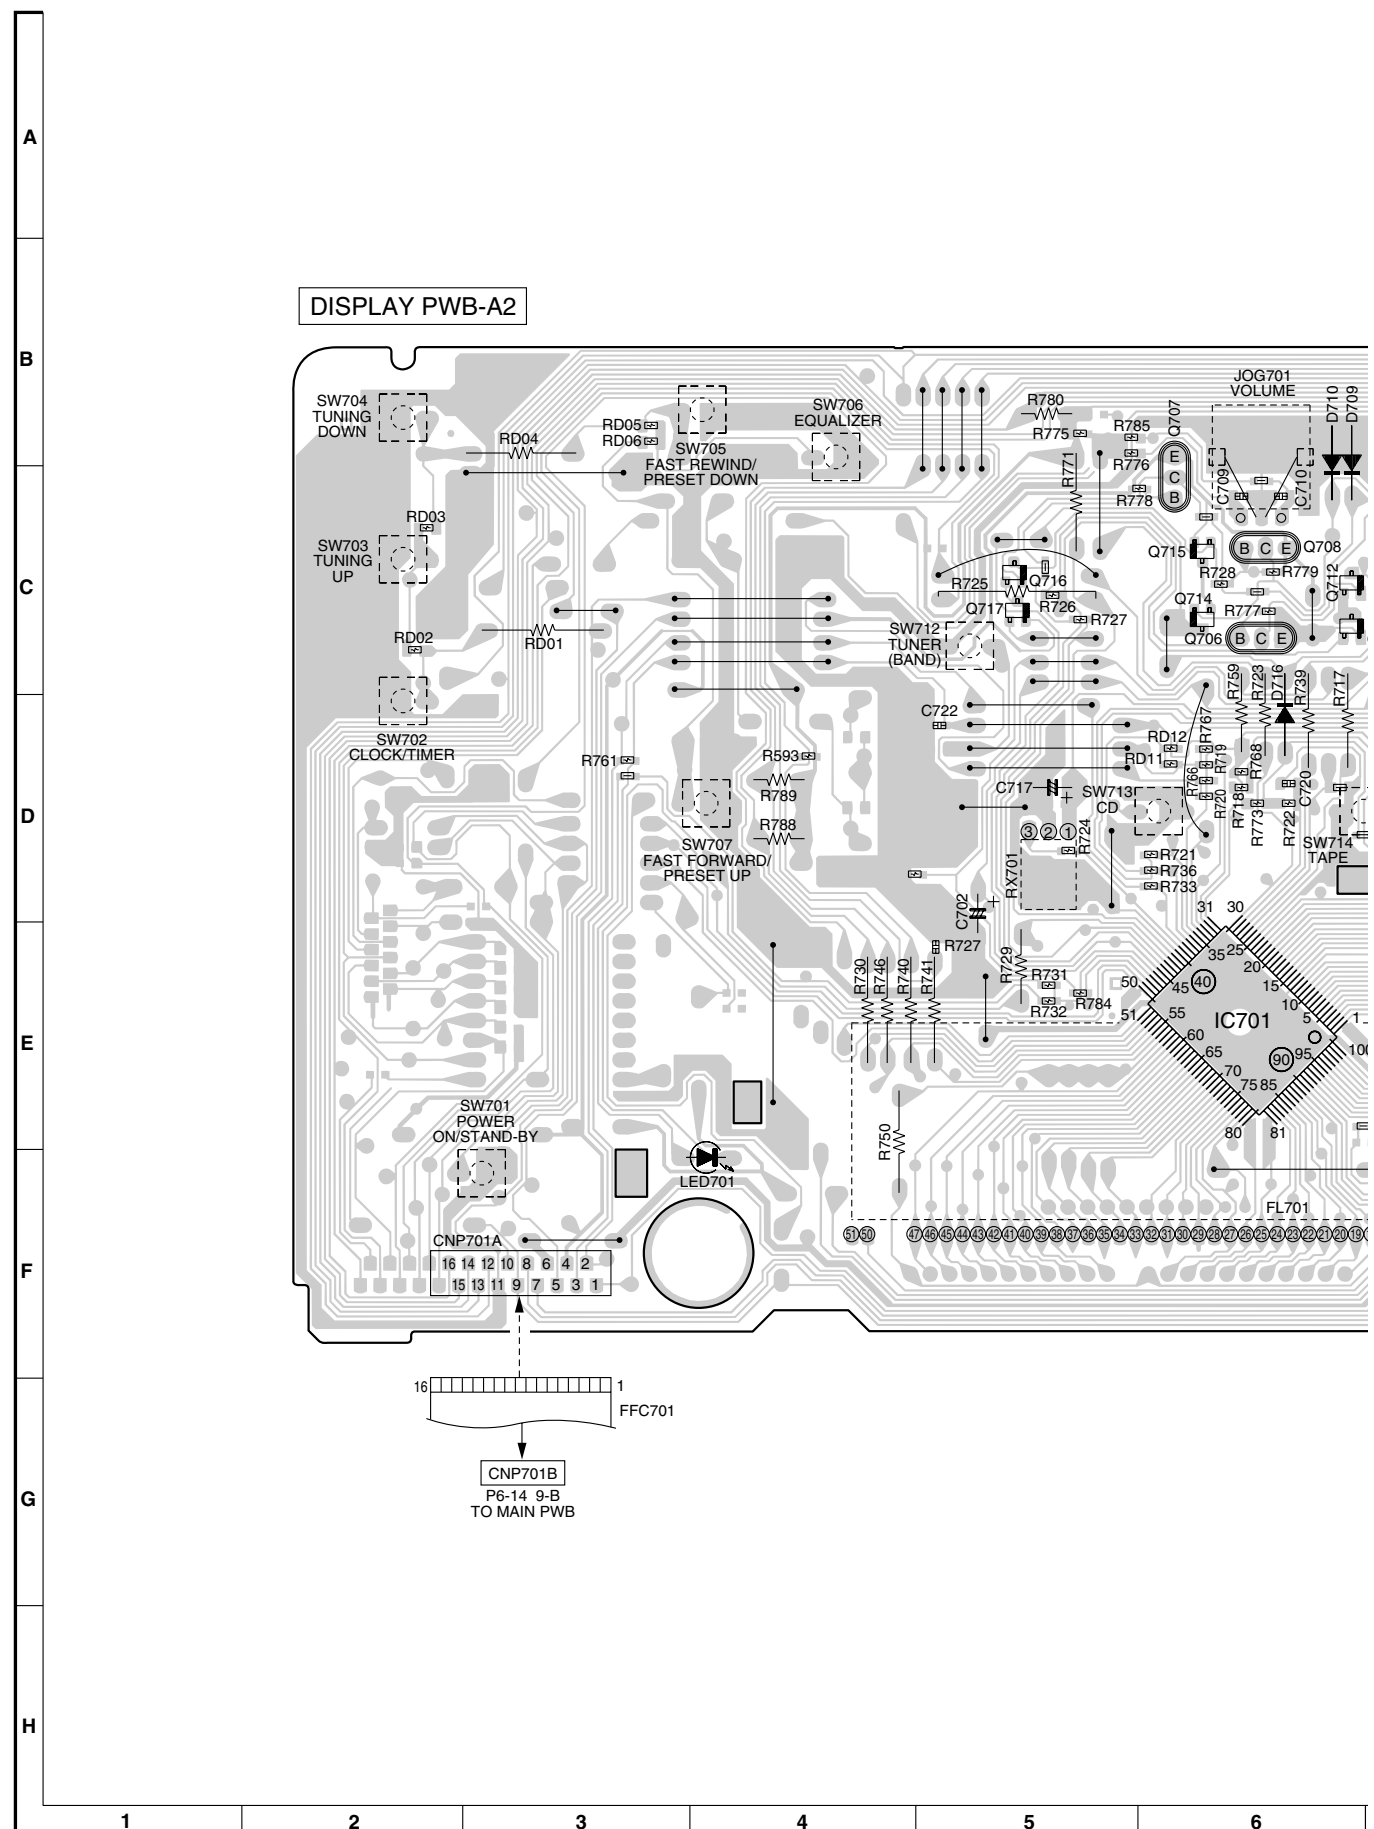 A
B
C
D
E
F
G
H
DISPLAY PWB-A2
SW704
TUNING
DOWN
RD04
RD05
RD06
SW705
FAST REWIND/
PRESET DOWN
SW706
EQUALIZER
R780
R775
R785
R776
R771
R778
Q707
E
C
B
JOG701
VOLUME
C709
C710
D710
D709
RD03
SW703
TUNING
UP
Q715
B C E
Q708
R728
R779
Q712
R725
Q716
R726
Q717
R727
Q714
R777
Q706
B C E
RD02
RD01
SW712
TUNER
(BAND)
SW702
CLOCK/TIMER
C722
R759
R723
D716
R739
R717
R761
R593
R789
R788
RD12
RD11
R767
R719
R766
R720
R718
R768
R773
R722
C720
C717
+
SW713
CD
SW707
FAST FORWARD/
PRESET UP
3 2 1
R724
RX701
R721
R736
R733
SW714
TAPE
C702
+
R727
R730
R746
R740
R741
R729
R731
R732
R784
31 30
35 25
20
50
45
40
15
10
51
55
IC701
5
1
60
65
90
95
100
70
75 85
80
81
SW701
POWER
ON/STAND-BY
R750
LED701
FL701
51 50 47 46 45 44 43 42 41 40 39 38 37 36 35 34 33 32 31 30 29 28 27 26 25 24 23 22 21 20 19
CNP701A
16 14 12 10 8 6 4 2
15 13 11 9 7 5 3 1
16
1
FFC701
CNP701B
P6-14 9-B
TO MAIN PWB
1
2
3
4
5
6